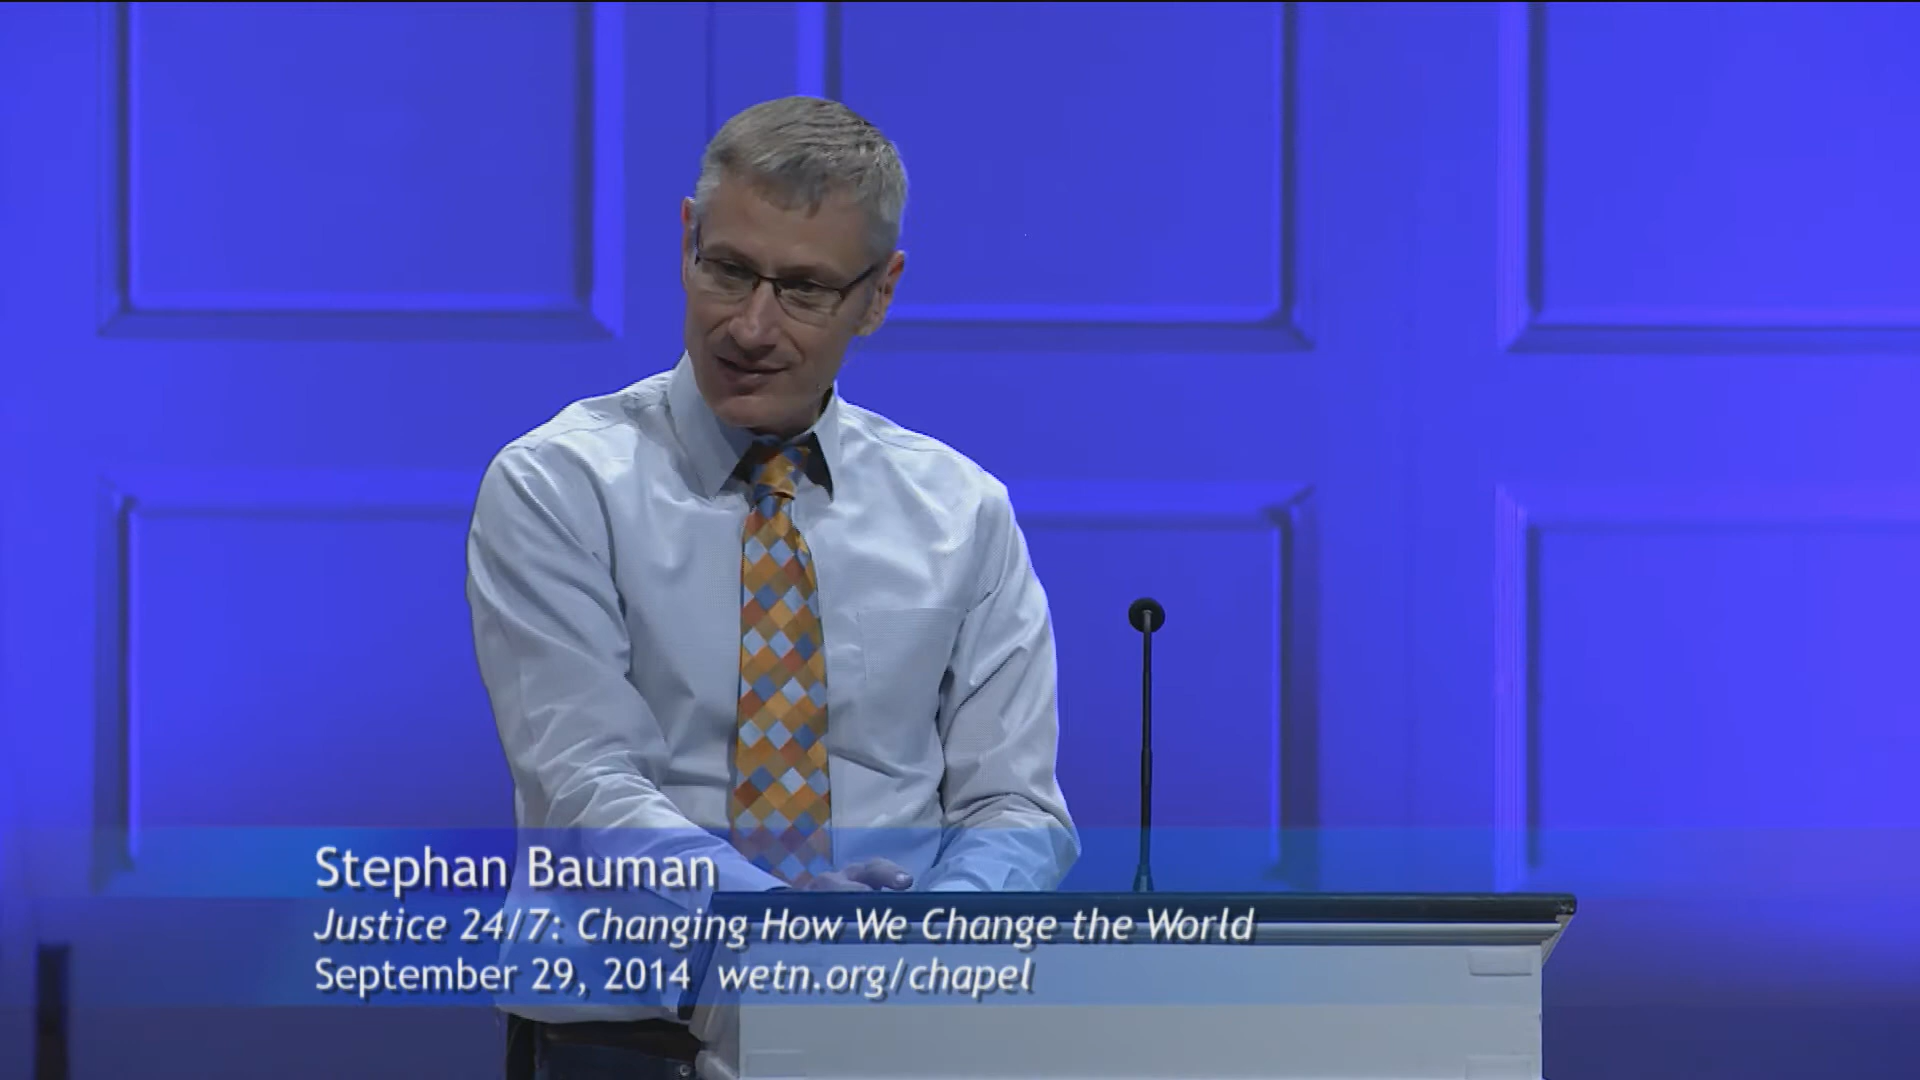 Stephan Bauman
Justice 24/7: Changing How We Change the World
September 29, 2014 wetn.org/chapel